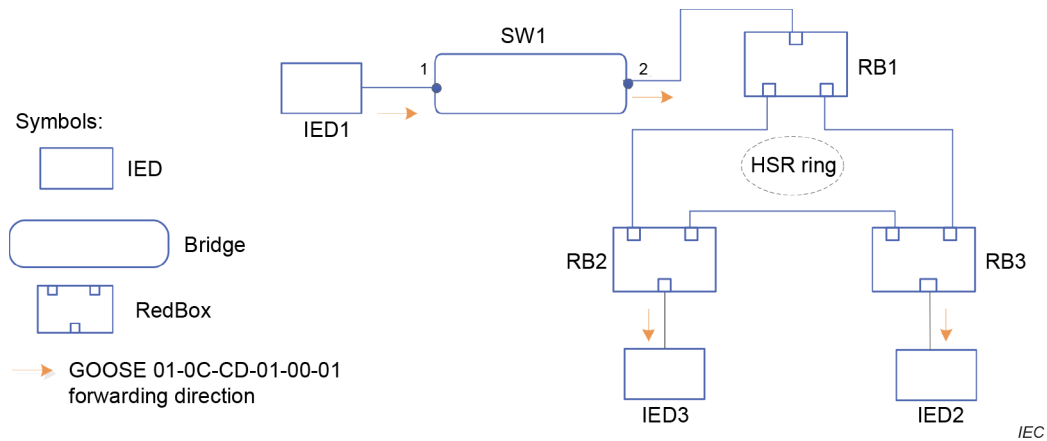 SW1
1
2
RB1
IED1
Symbols:
IED
HSR ring
Bridge
RB2
RB3
RedBox
GOOSE 01-0C-CD-01-00-01
forwarding direction
IED3
IED2
IEC